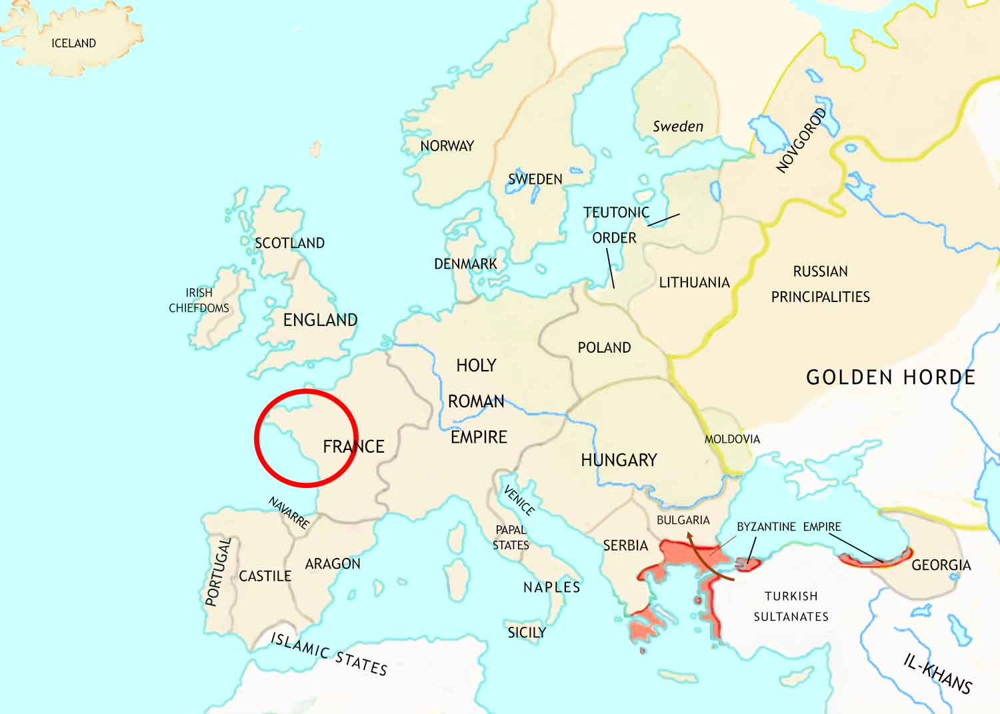 ICELAND
Sweden
NORWAY
NOVGOROD
SWEDEN
TEUTONIC
ORDER
SCOTLAND
DENMARK
LITHUANIA
RUSSIAN
PRINCIPALITIES
IRISH
CHIEFDOMS
ENGLAND
POLAND
HOLY
ROMAN
EMPIRE
GOLDEN HORDE
FRANCE
MOLDOVIA
HUNGARY
NAVARRE
VENICE
BULGARIA
BYZANTINE EMPIRE
PAPAL
STATES
SERBIA
PORTUGAL
CASTILE
ARAGON
GEORGIA
NAPLES
TURKISH
SULTANATES
SICILY
ISLAMIC STATES
IL-KHANS